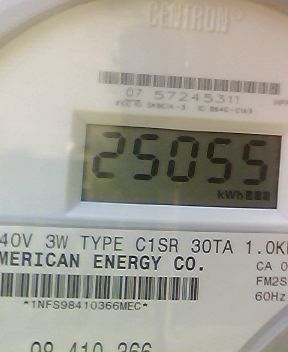 CENTRON®
07 57245311
25055
kWh
40V 3W TYPE C1SR 30TA 1.0K
MERICAN ENERGY CO.
CA 0
FM2S
60Hz
*1NFS98410366MEC*
98 410 366